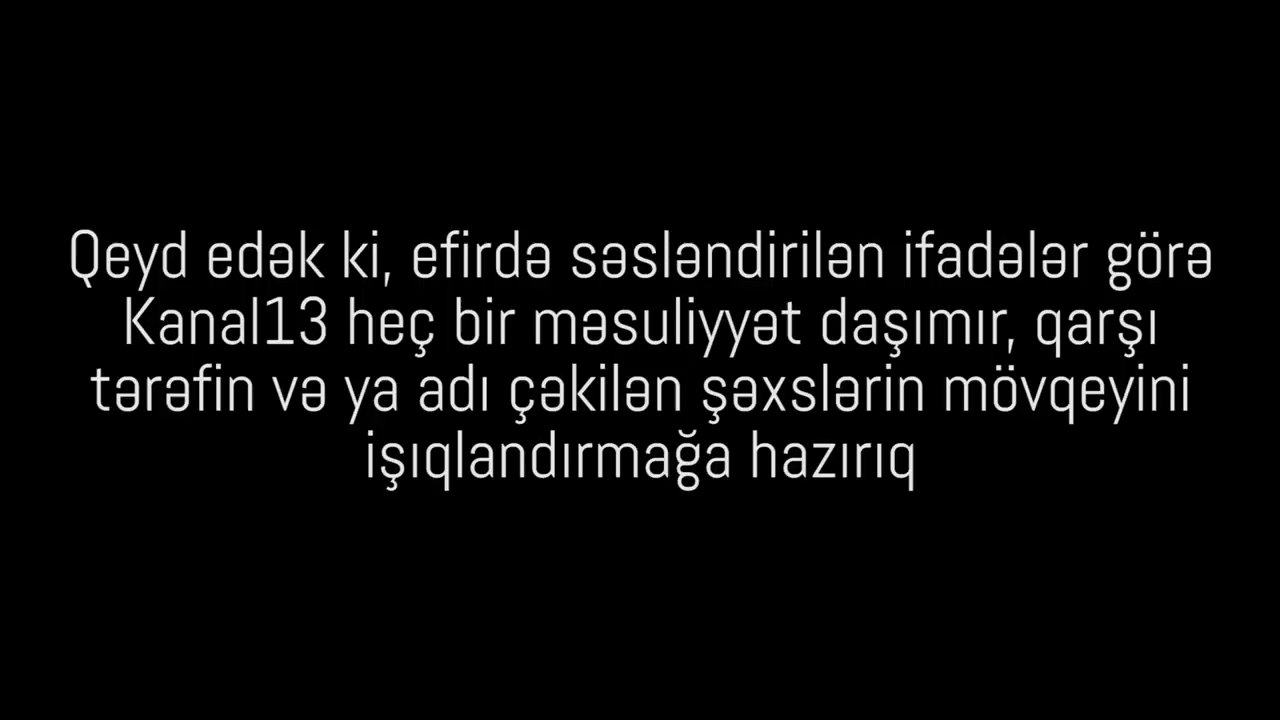 Qeyd edək ki, efirdə səsləndirilən ifadələr görə
Kanal13 heç bir məsuliyyət daşımır, qarşı
tərəfin və ya adı çəkilən şəxslərin mövqeyini
işıqlandırmağa hazırıq